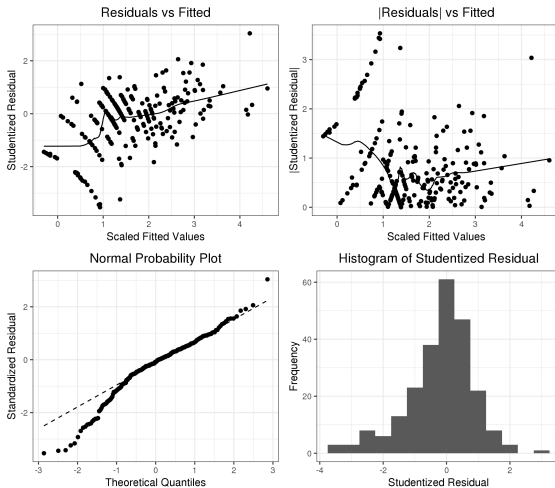 Residuals vs Fitted
Studentized Residual
2
0
-2
0 1 2 3 4
Scaled Fitted Values
|Residuals| vs Fitted
|Studentized Residual|
3
2
1
0
0 1 2 3 4
Scaled Fitted Values
Normal Probability Plot
Standardized Residual
2
0
-2
-3 -2 -1 0 1 2 3
Theoretical Quantiles
Histogram of Studentized Residual
Frequency
60
40
20
0
-4 -2 0 2
Studentized Residual